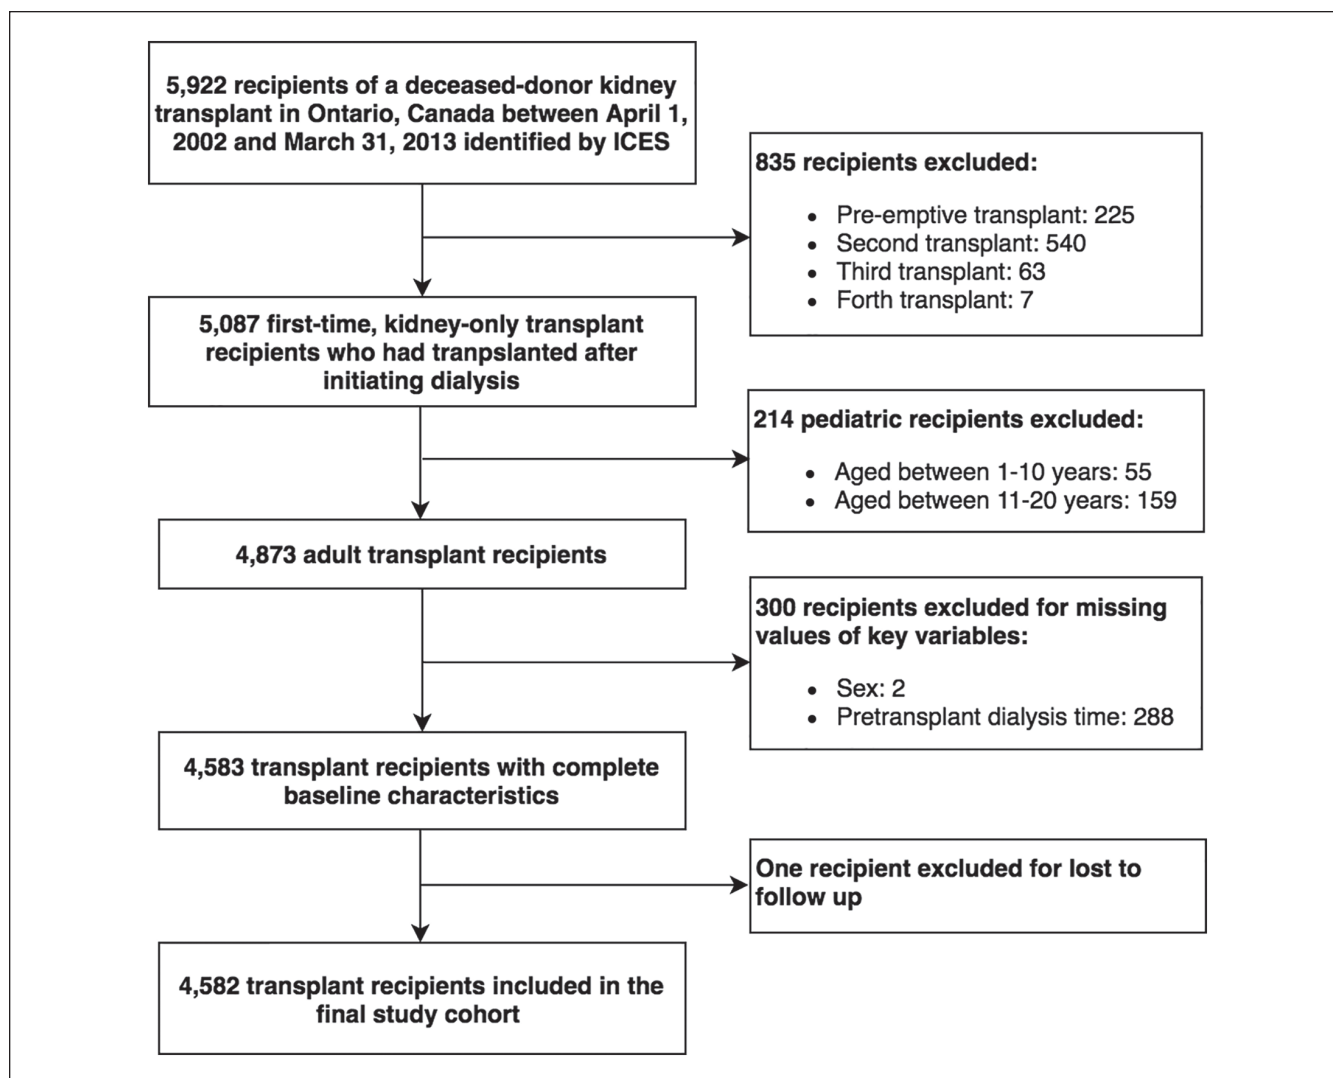 5,922 recipients of a deceased-donor kidney
transplant in Ontario, Canada between April 1,
2002 and March 31, 2013 identified by ICES
835 recipients excluded:
• Pre-emptive transplant: 225
• Second transplant: 540
• Third transplant: 63
• Forth transplant: 7
5,087 first-time, kidney-only transplant
recipients who had tranpslanted after
initiating dialysis
214 pediatric recipients excluded:
• Aged between 1-10 years: 55
• Aged between 11-20 years: 159
4,873 adult transplant recipients
300 recipients excluded for missing
values of key variables:
• Sex: 2
• Pretransplant dialysis time: 288
4,583 transplant recipients with complete
baseline characteristics
One recipient excluded for lost to
follow up
4,582 transplant recipients included in the
final study cohort